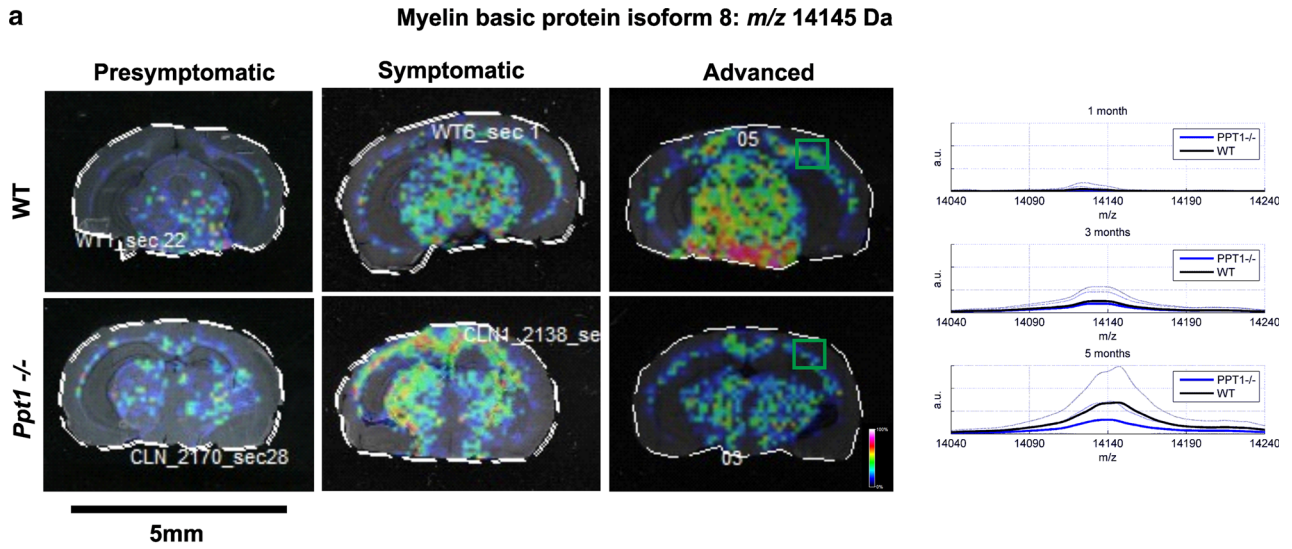 a
Myelin basic protein isoform 8: m/z 14145 Da
Presymptomatic
Symptomatic
Advanced
WT
WT1_sec 22
WT6_sec 1
05
Ppt1 -/-
CLN_2170_sec28
CLN1_2138_se
03
100%
0%
5mm
1 month
a.u.
PPT1-/-
WT
14040 14090 14140 14190 14240
m/z
3 months
a.u.
PPT1-/-
WT
14040 14090 14140 14190 14240
m/z
5 months
a.u.
PPT1-/-
WT
14040 14090 14140 14190 14240
m/z